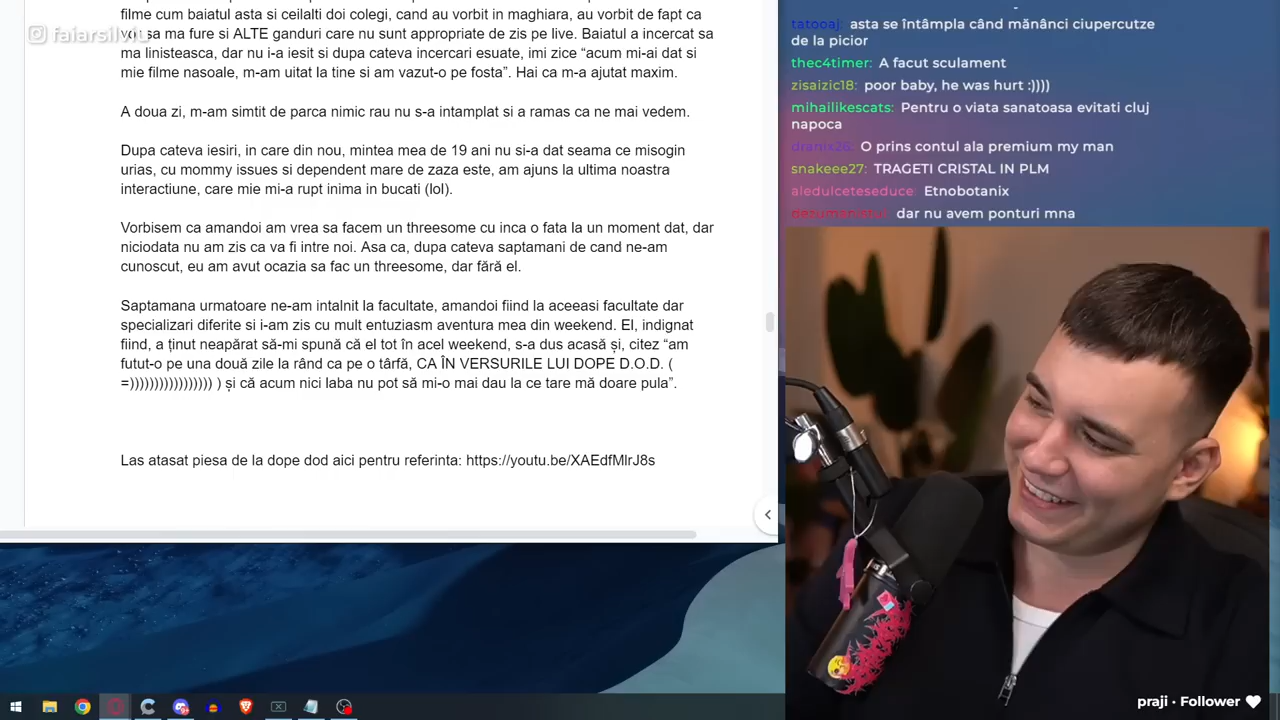 filme cum baiatul asta si ceilalti doi colegi, cand au vorbit in maghiara, au vorbit de fapt ca
sa ma fure si ALTE ganduri care nu sunt appropriate de zis pe live. Baiatul a incercat sa
ma linisteasca, dar nu i-a iesit si dupa cateva incercari esuate, imi zice “acum mi-ai dat si
mie filme nasoale, m-am uitat la tine si am vazut-o pe fosta”. Hai ca m-a ajutat maxim.
A doua zi, m-am simtit de parca nimic rau nu s-a intamplat si a ramas ca ne mai vedem.
Dupa cateva iesiri, in care din nou, mintea mea de 19 ani nu si-a dat seama ce misogin
urias, cu mommy issues si dependent mare de zaza este, am ajuns la ultima noastra
interactiune, care mie mi-a rupt inima in bucati (lol).
Vorbisem ca amandoi am vrea sa facem un threesome cu inca o fata la un moment dat, dar
niciodata nu am zis ca va fi intre noi. Asa ca, dupa cateva saptamani de cand ne-am
cunoscut, eu am avut ocazia sa fac un threesome, dar fără el.
Saptamana urmatoare ne-am intalnit la facultate, amandoi fiind la aceeasi facultate dar
specializari diferite si i-am zis cu mult entuziasm aventura mea din weekend. El, indignat
fiind, a ținut neapărat să-mi spună că el tot în acel weekend, s-a dus acasă și, citez “am
futut-o pe una două zile la rând ca pe o târfă, CA ÎN VERSURILE LUI DOPE D.O.D. (
=))))))))))))))))) ) și că acum nici laba nu pot să mi-o mai dau la ce tare mă doare pula”.
Las atasat piesa de la dope dod aici pentru referinta: https://youtu.be/XAEdfMlrJ8s
tatooaj: asta se întâmpla când mănânci ciupercutze
de la picior
thec4timer: A facut sculament
zisaizic18: poor baby, he was hurt :))))
mihailikescats: Pentru o viata sanatoasa evitati cluj
napoca
dranix26: O prins contul ala premium my man
snakeee27: TRAGETI CRISTAL IN PLM
aledulceteseduce: Etnobotanix
dar nu avem ponturi mna
praji · Follower